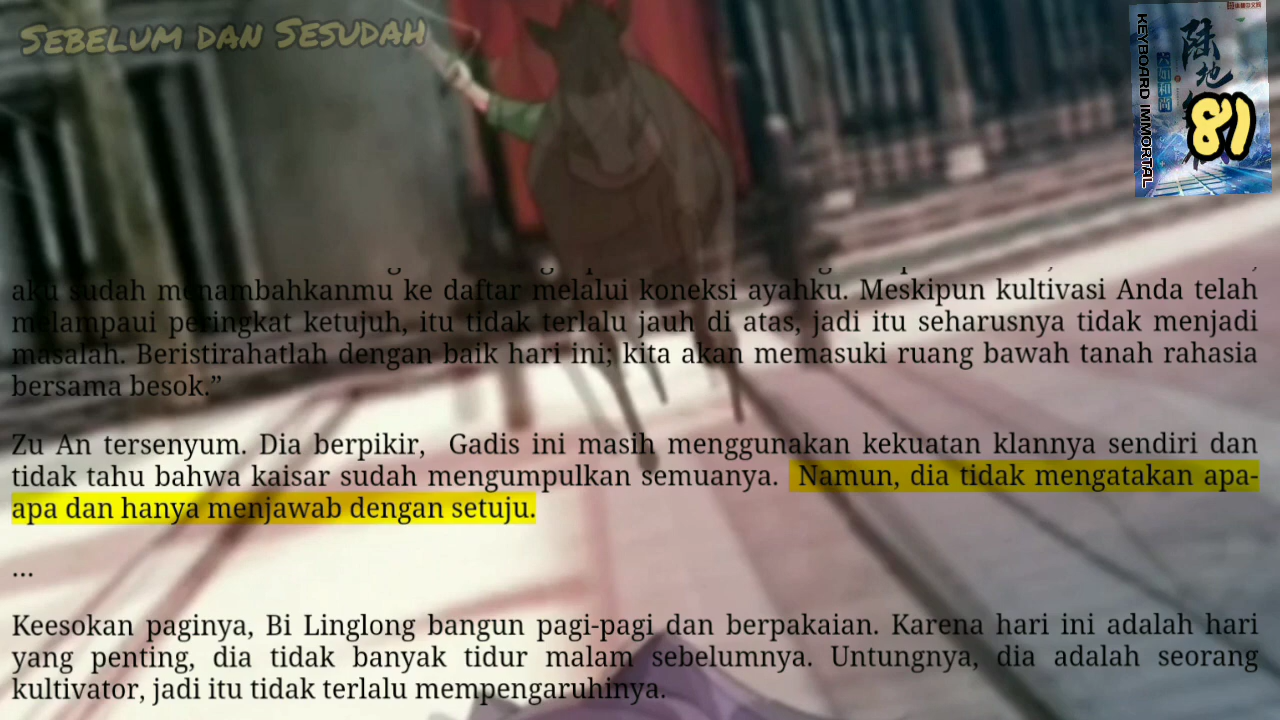 Sebelum dan Sesudah
KEYBOARD IMMORTAL
陆地
81
aku sudah menambahkanmu ke daftar melalui koneksi ayahku. Meskipun kultivasi Anda telah
melampaui peringkat ketujuh, itu tidak terlalu jauh di atas, jadi itu seharusnya tidak menjadi
masalah. Beristirahatlah dengan baik hari ini; kita akan memasuki ruang bawah tanah rahasia
bersama besok.”
Zu An tersenyum. Dia berpikir, Gadis ini masih menggunakan kekuatan klannya sendiri dan
tidak tahu bahwa kaisar sudah mengumpulkan semuanya. Namun, dia tidak mengatakan apa-
apa dan hanya menjawab dengan setuju.
...
Keesokan paginya, Bi Linglong bangun pagi-pagi dan berpakaian. Karena hari ini adalah hari
yang penting, dia tidak banyak tidur malam sebelumnya. Untungnya, dia adalah seorang
kultivator, jadi itu tidak terlalu mempengaruhinya.